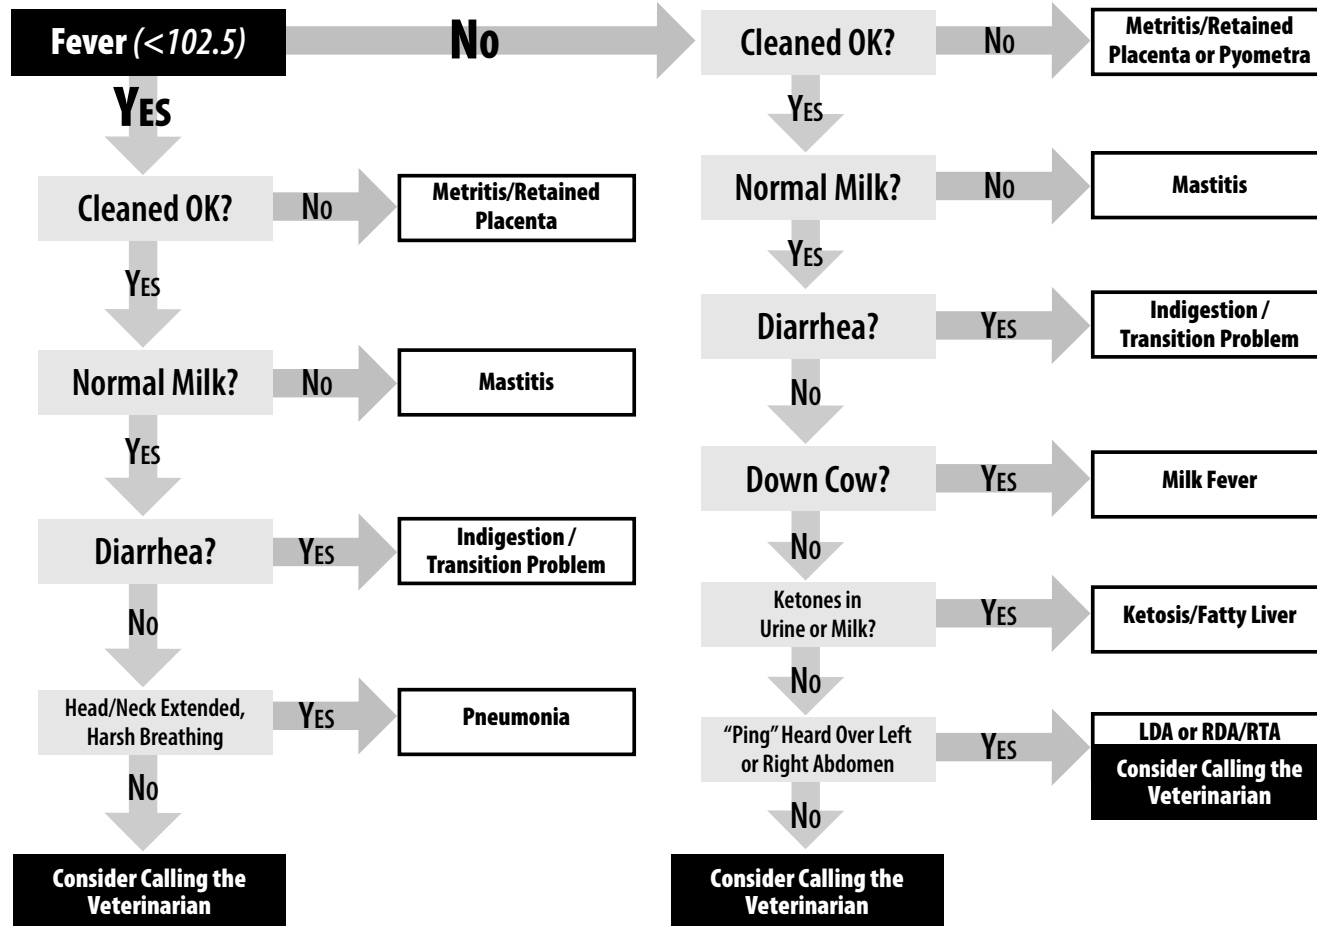 Fever (<102.5)
No
Yes
Cleaned OK?
No
Metritis/Retained
Placenta
Yes
Normal Milk?
No
Mastitis
Yes
Diarrhea?
Yes
Indigestion /
Transition Problem
No
Head/Neck Extended,
Harsh Breathing
Yes
Pneumonia
No
Consider Calling the
Veterinarian
Cleaned OK?
No
Metritis/Retained
Placenta or Pyometra
Yes
Normal Milk?
No
Mastitis
Yes
Diarrhea?
Yes
Indigestion /
Transition Problem
No
Down Cow?
Yes
Milk Fever
No
Ketones in
Urine or Milk?
Yes
Ketosis/Fatty Liver
No
“Ping” Heard Over Left
or Right Abdomen
Yes
LDA or RDA/RTA
Consider Calling the
Veterinarian
No
Consider Calling the
Veterinarian